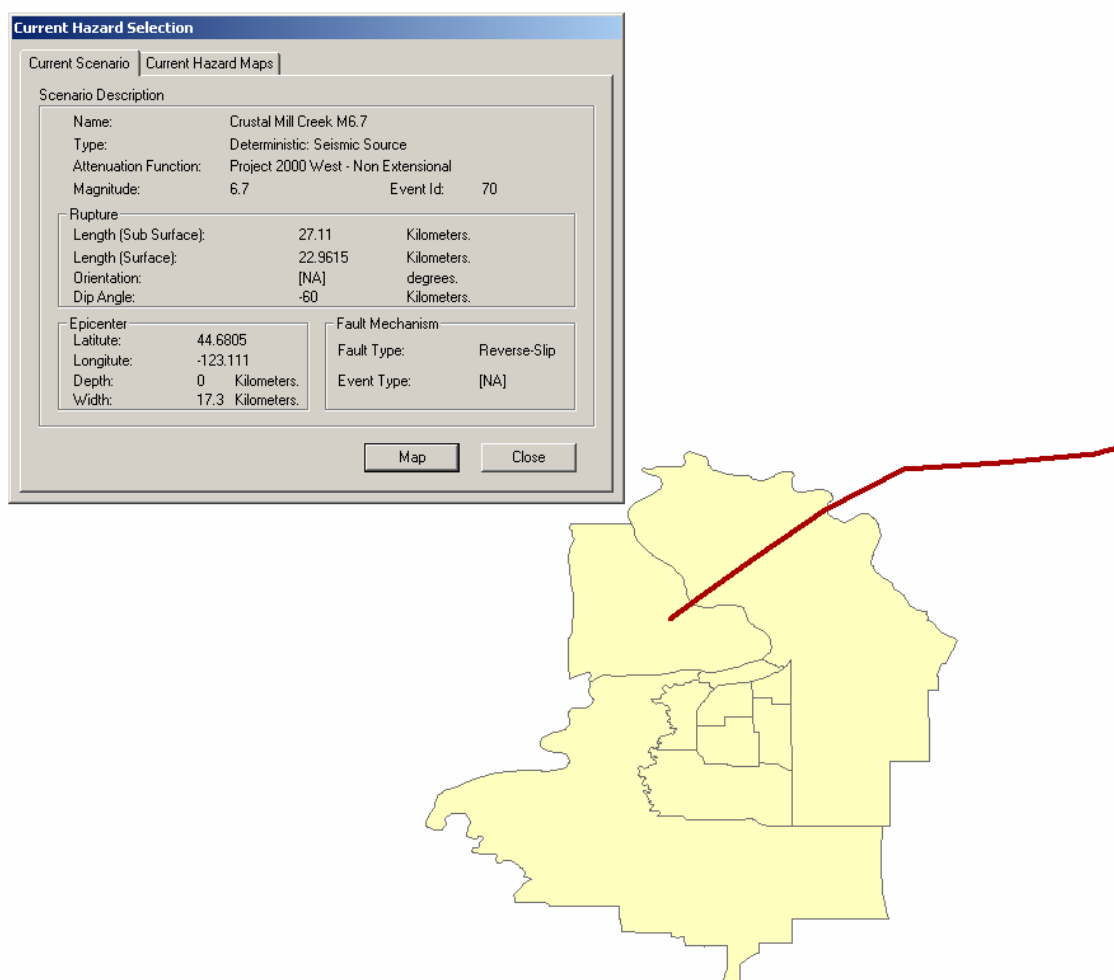 Current Hazard Selection
Current Scenario Current Hazard Maps
Scenario Description
Name: Crustal Mill Creek M6.7
Type: Deterministic: Seismic Source
Attenuation Function: Project 2000 West - Non Extensional
Magnitude: 6.7 Event Id: 70
Rupture
Length (Sub Surface): 27.11 Kilometers.
Length (Surface): 22.9615 Kilometers.
Orientation: [NA] degrees.
Dip Angle: -60 Kilometers.
Epicenter
Latitute: 44.6805
Longitute: -123.111
Depth: 0 Kilometers.
Width: 17.3 Kilometers.
Fault Mechanism
Fault Type: Reverse-Slip
Event Type: [NA]
Map Close